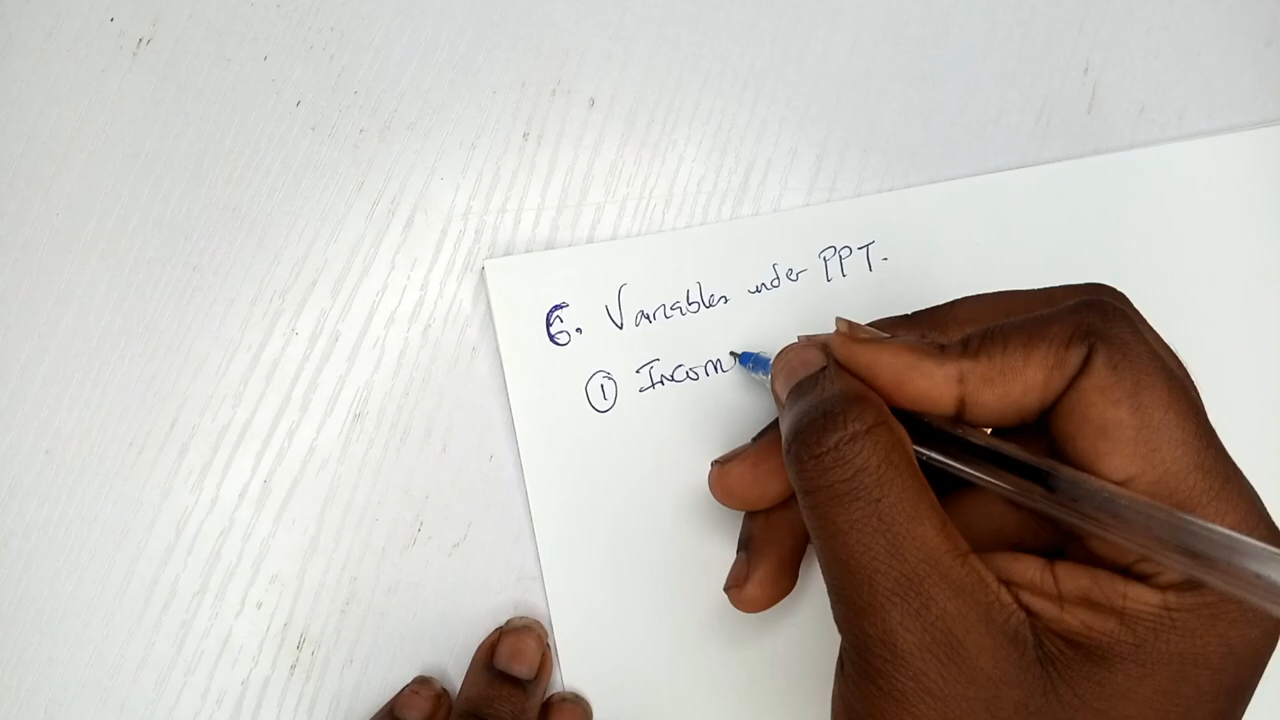 6. Variables under PPT.
① Incom